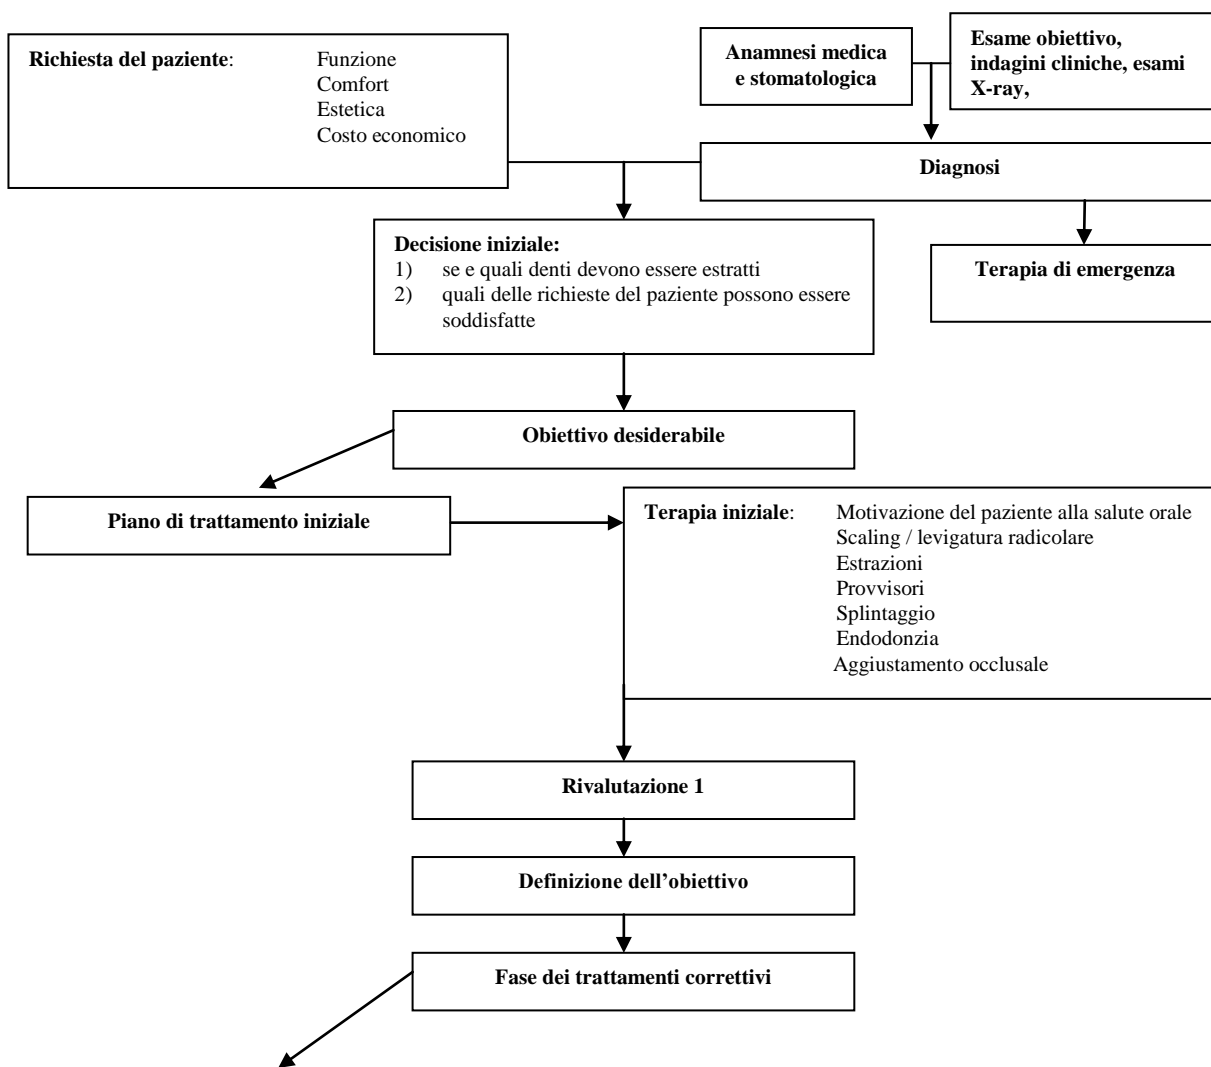 Richiesta del paziente: Funzione
Comfort
Estetica
Costo economico
Anamnesi medica
e stomatologica
Esame obiettivo,
indagini cliniche, esami
X-ray,
Diagnosi
Decisione iniziale:
1) se e quali denti devono essere estratti
2) quali delle richieste del paziente possono essere
soddisfatte
Terapia di emergenza
Obiettivo desiderabile
Piano di trattamento iniziale
Terapia iniziale: Motivazione del paziente alla salute orale
Scaling / levigatura radicolare
Estrazioni
Provvisori
Splintaggio
Endodonzia
Aggiustamento occlusale
Rivalutazione 1
Definizione dell’obiettivo
Fase dei trattamenti correttivi